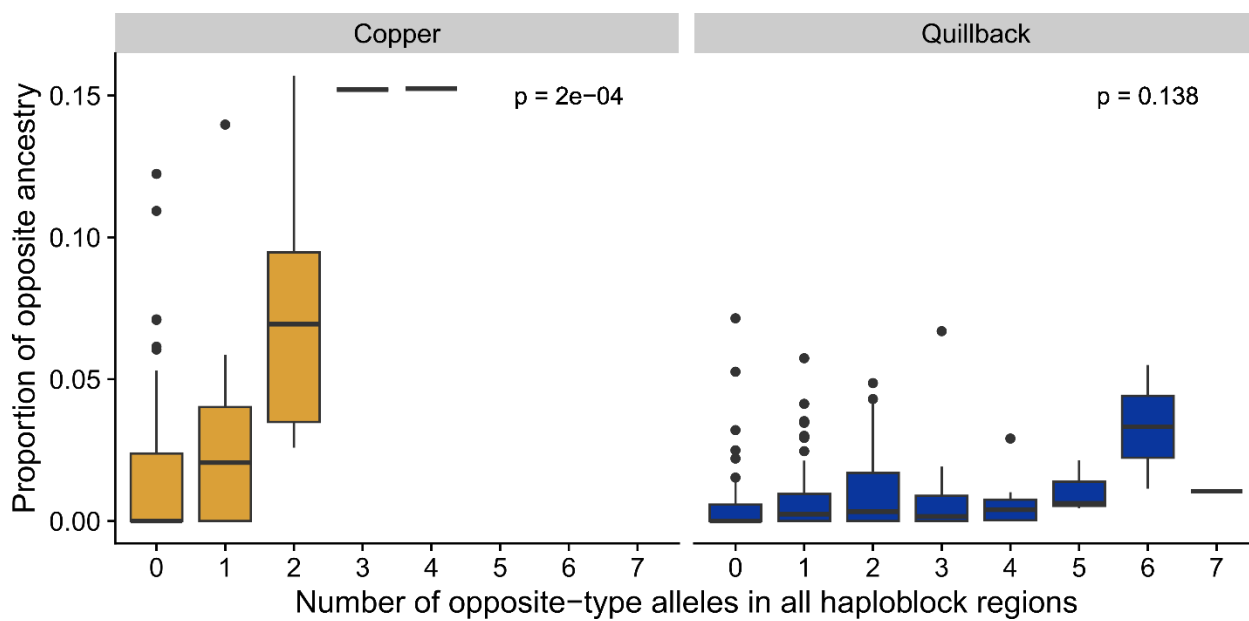 Copper Quillback
Proportion of opposite ancestry
0.15
0.10
0.05
0.00
p = 2e−04
p = 0.138
0 1 2 3 4 5 6 7
0 1 2 3 4 5 6 7
Number of opposite−type alleles in all haploblock regions